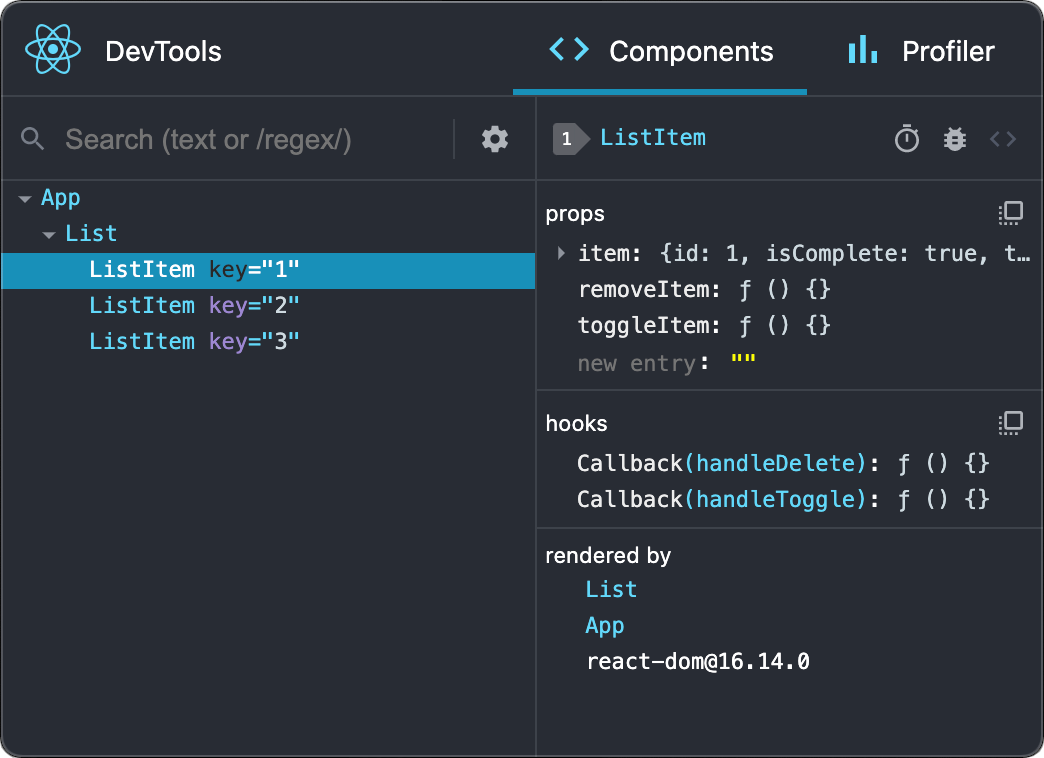 DevTools
Components
Profiler
Search (text or /regex/)
1 ListItem
App
List
ListItem key="1"
ListItem key="2"
ListItem key="3"
props
item: {id: 1, isComplete: true, t…
removeItem: ƒ () {}
toggleItem: ƒ () {}
new entry: ""
hooks
Callback(handleDelete): ƒ () {}
Callback(handleToggle): ƒ () {}
rendered by
List
App
react-dom@16.14.0